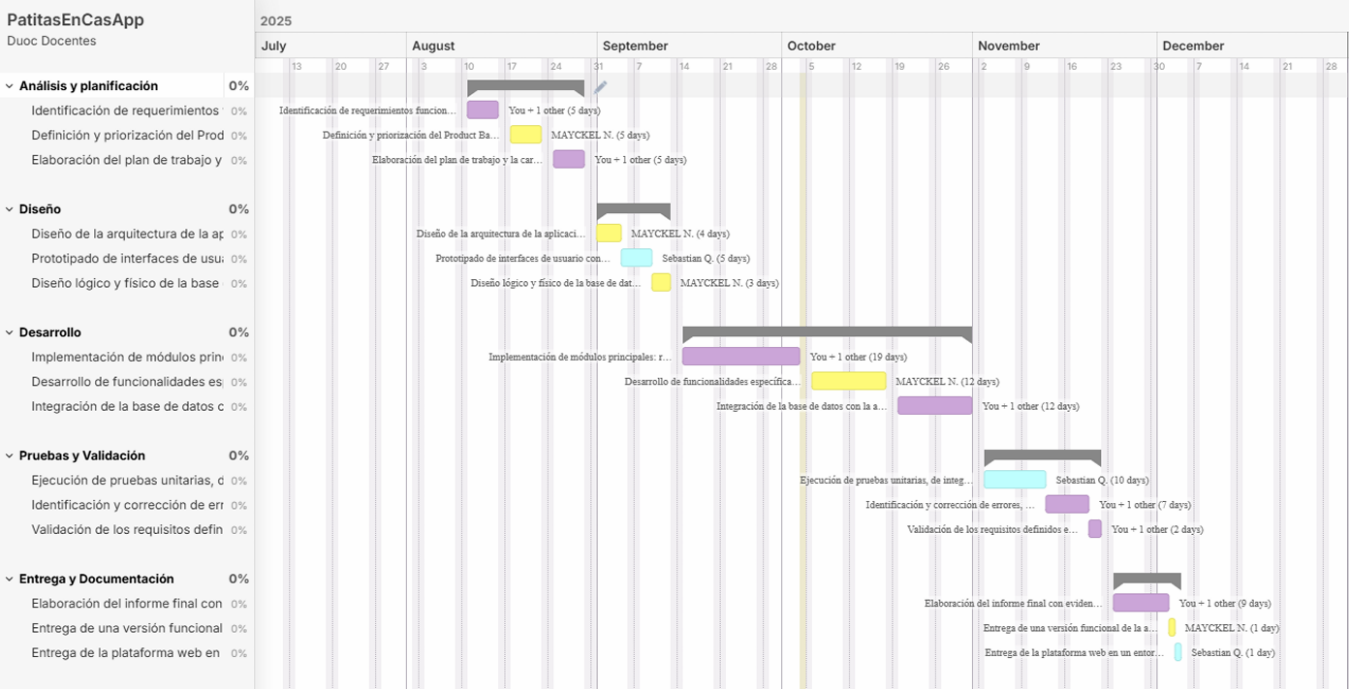 PatitasEnCasApp
Duoc Docentes
2025
July August September October November December
13 20 27 3 10 17 24 31 7 14 21 28 5 12 19 26 2 9 16 23 30 7 14 21 28
Análisis y planificación 0%
Identificación de requerimientos 0% Identificación de requerimientos funcion... You + 1 other (5 days)
Definición y priorización del Prod 0% Definición y priorización del Product Ba... MAYCKEL N. (5 days)
Elaboración del plan de trabajo y 0% Elaboración del plan de trabajo y la car... You + 1 other (5 days)
Diseño 0%
Diseño de la arquitectura de la ap 0% Diseño de la arquitectura de la aplicaci... MAYCKEL N. (4 days)
Prototipado de interfaces de usua 0% Prototipado de interfaces de usuario con... Sebastian Q. (5 days)
Diseño lógico y físico de la base 0% Diseño lógico y físico de la base de dat... MAYCKEL N. (3 days)
Desarrollo 0%
Implementación de módulos prin 0% Implementación de módulos principales: r... You + 1 other (19 days)
Desarrollo de funcionalidades es 0% Desarrollo de funcionalidades específica... MAYCKEL N. (12 days)
Integración de la base de datos c 0% Integración de la base de datos con la a... You + 1 other (12 days)
Pruebas y Validación 0%
Ejecución de pruebas unitarias, d 0% Ejecución de pruebas unitarias, de integ... Sebastian Q. (10 days)
Identificación y corrección de err 0% Identificación y corrección de errores, ... You + 1 other (7 days)
Validación de los requisitos defin 0% Validación de los requisitos definidos e... You + 1 other (2 days)
Entrega y Documentación 0%
Elaboración del informe final con 0% Elaboración del informe final con eviden... You + 1 other (9 days)
Entrega de una versión funcional 0% Entrega de una versión funcional de la a... MAYCKEL N. (1 day)
Entrega de la plataforma web en 0% Entrega de la plataforma web en un entor... Sebastian Q. (1 day)